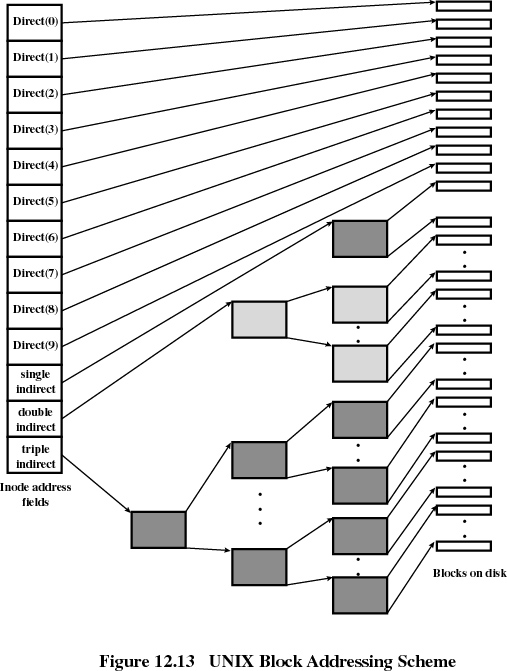 Direct(0)
Direct(1)
Direct(2)
Direct(3)
Direct(4)
Direct(5)
Direct(6)
Direct(7)
Direct(8)
Direct(9)
single
indirect
double
indirect
triple
indirect
Inode address
fields
Blocks on disk
Figure 12.13 UNIX Block Addressing Scheme